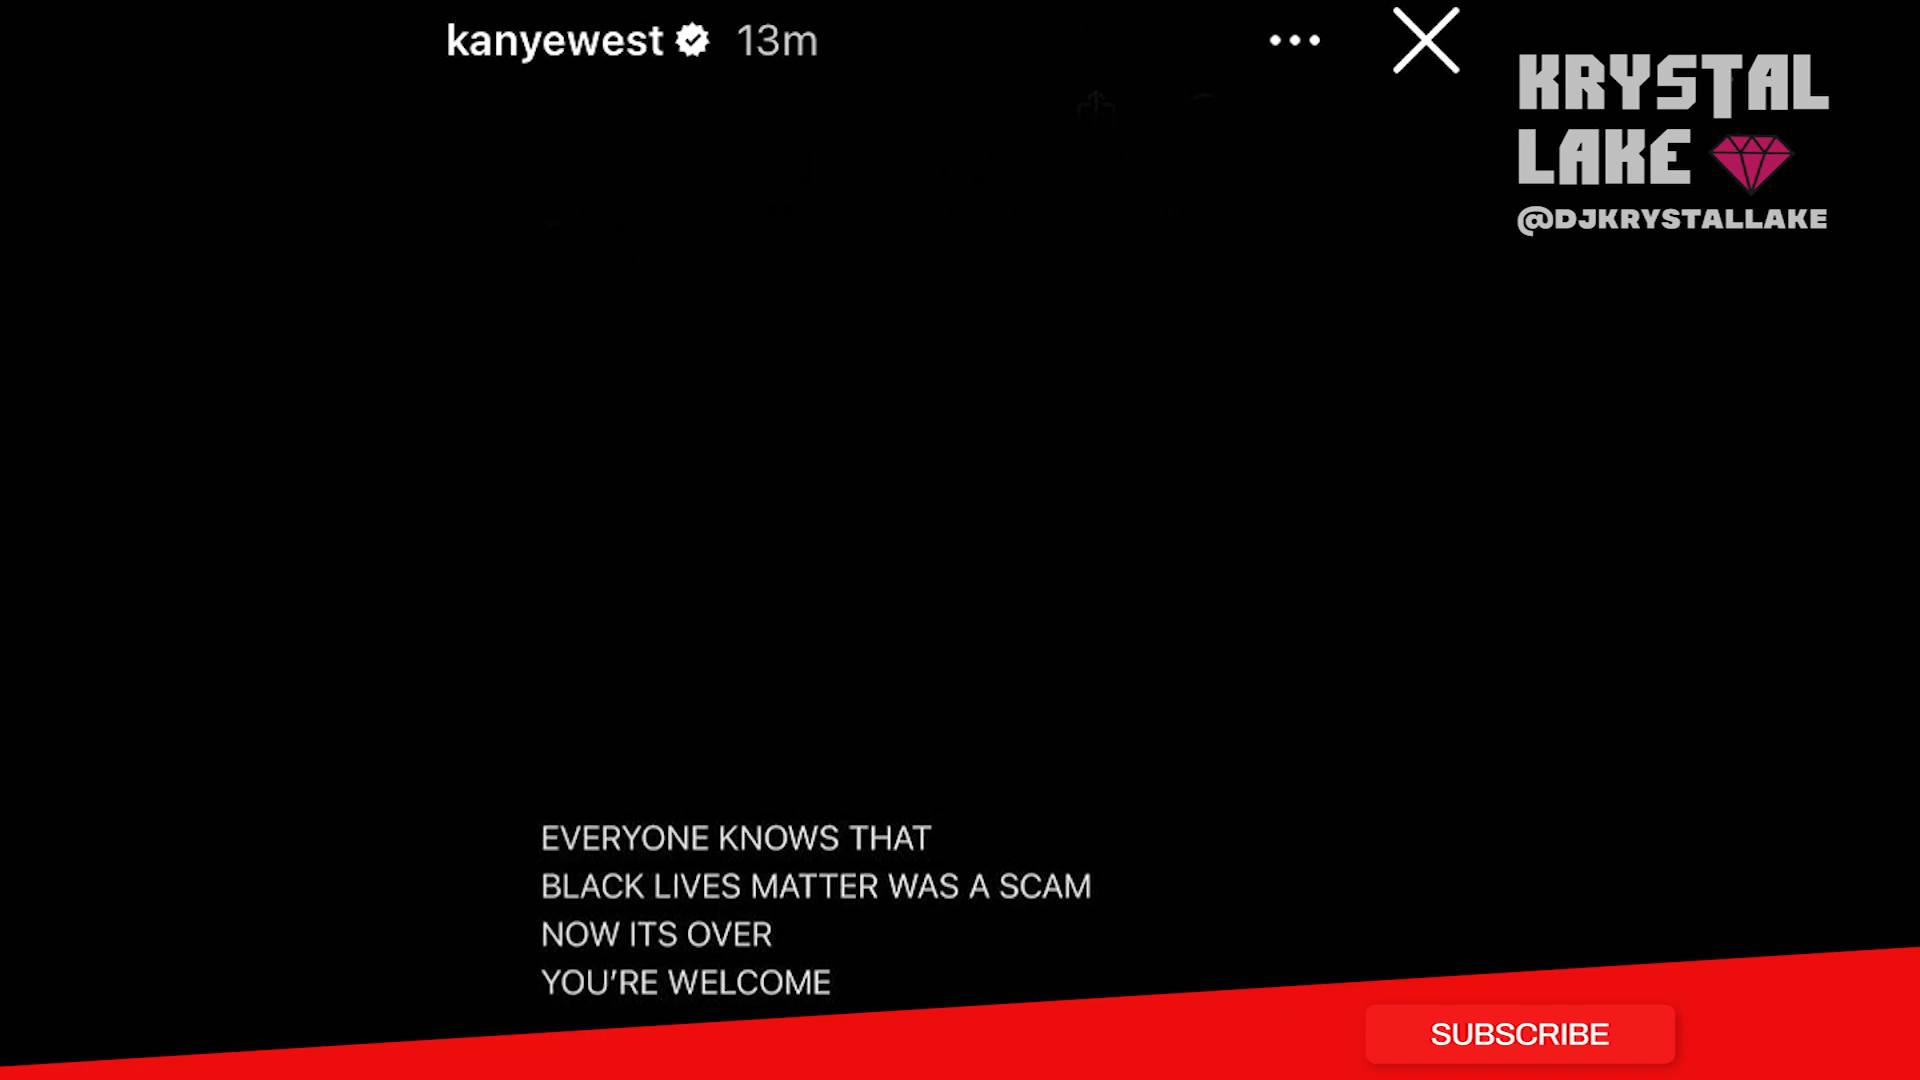 kanyewest 13m
KRYSTAL
LAKE
@DJKRYSTALLAKE
EVERYONE KNOWS THAT
BLACK LIVES MATTER WAS A SCAM
NOW ITS OVER
YOU’RE WELCOME
SUBSCRIBE